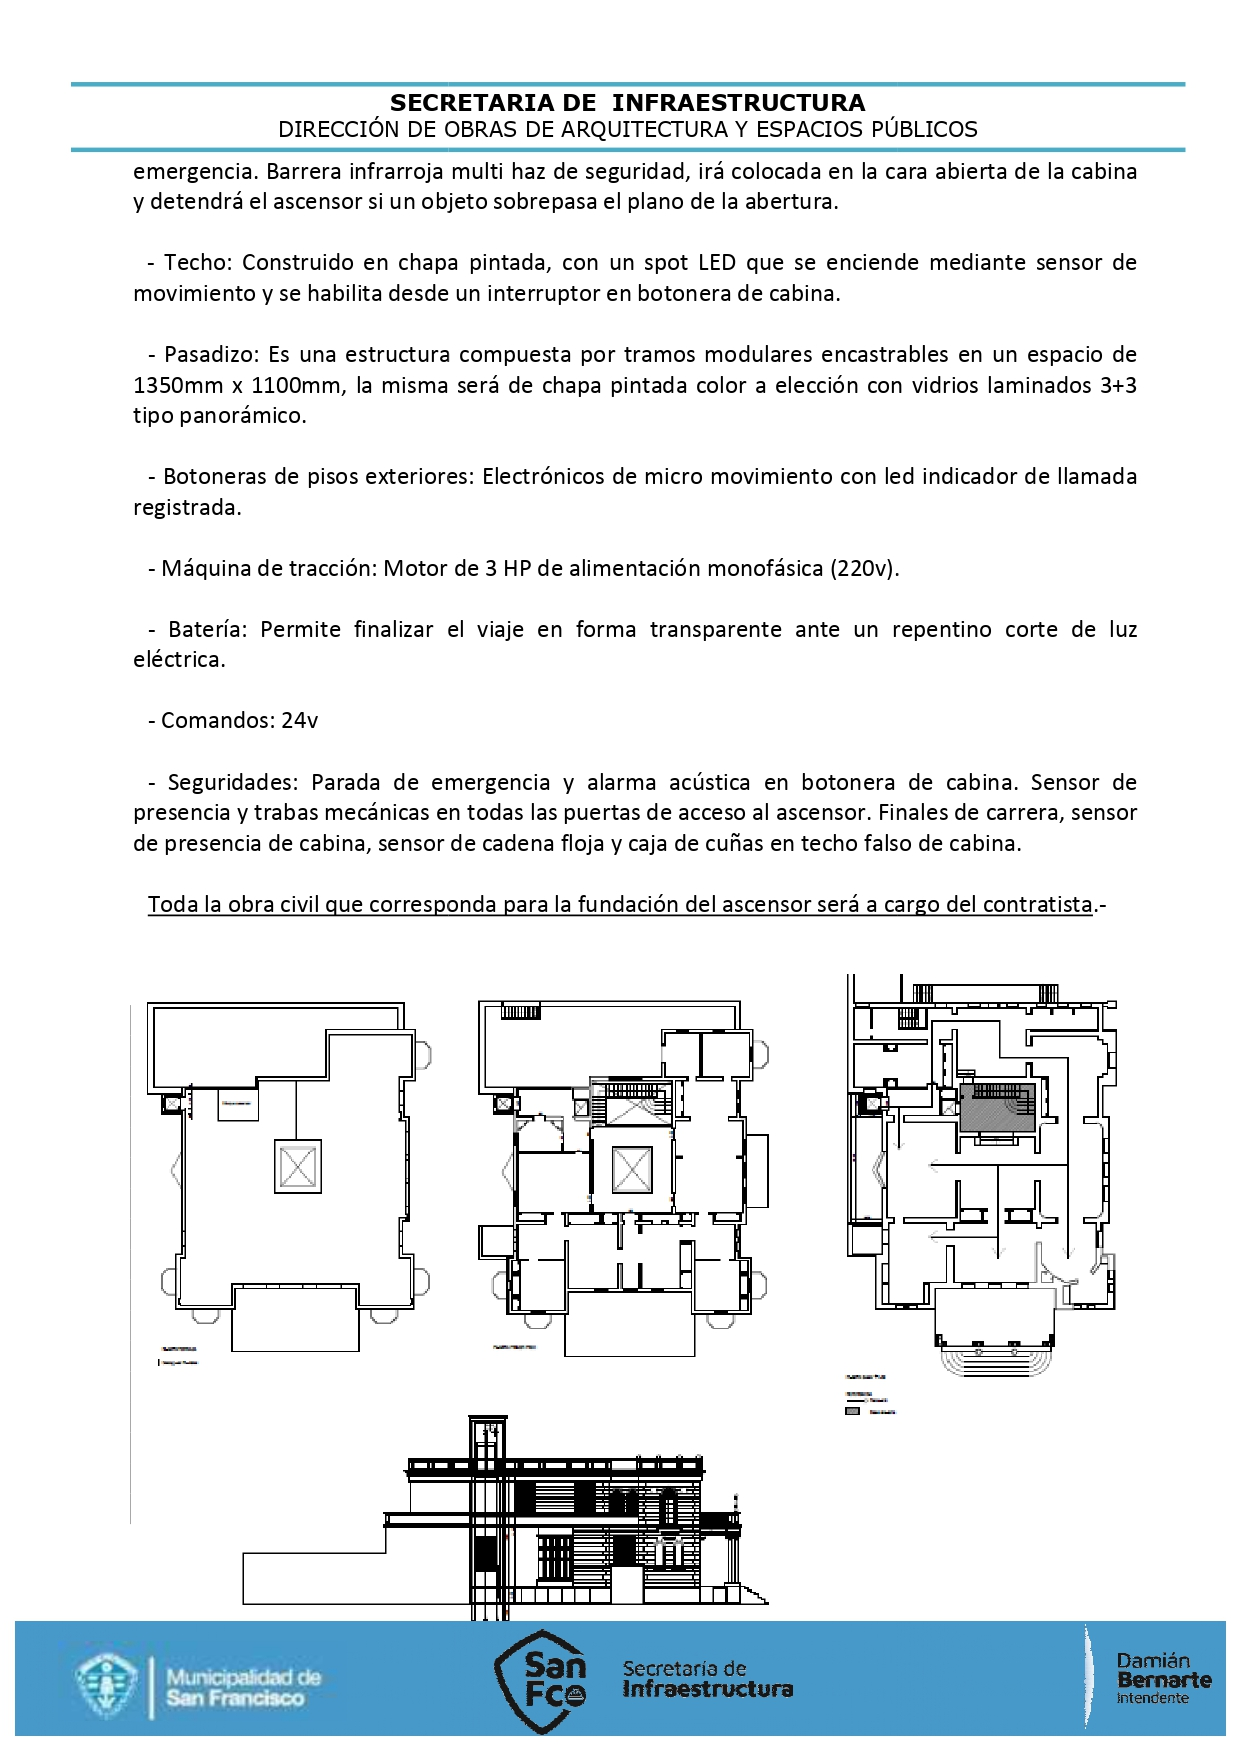 SECRETARIA DE  INFRAESTRUCTURA
DIRECCIÓN DE OBRAS DE ARQUITECTURA Y ESPACIOS PÚBLICOS
emergencia. Barrera infrarroja multi haz de seguridad, irá colocada en la cara abierta de la cabina
y detendrá el ascensor si un objeto sobrepasa el plano de la abertura.
- Techo: Construido en chapa pintada, con un spot LED que se enciende mediante sensor de
movimiento y se habilita desde un interruptor en botonera de cabina.
- Pasadizo: Es una estructura compuesta por tramos modulares encastrables en un espacio de
1350mm x 1100mm, la misma será de chapa pintada color a elección con vidrios laminados 3+3
tipo panorámico.
- Botoneras de pisos exteriores: Electrónicos de micro movimiento con led indicador de llamada
registrada.
- Máquina de tracción: Motor de 3 HP de alimentación monofásica (220v).
- Batería: Permite finalizar el viaje en forma transparente ante un repentino corte de luz
eléctrica.
- Comandos: 24v
- Seguridades: Parada de emergencia y alarma acústica en botonera de cabina. Sensor de
presencia y trabas mecánicas en todas las puertas de acceso al ascensor. Finales de carrera, sensor
de presencia de cabina, sensor de cadena floja y caja de cuñas en techo falso de cabina.
Toda la obra civil que corresponda para la fundación del ascensor será a cargo del contratista.-
Municipalidad de
San Francisco
San
Fco
Secretaría de
Infraestructura
Damián
Bernarte
Intendente